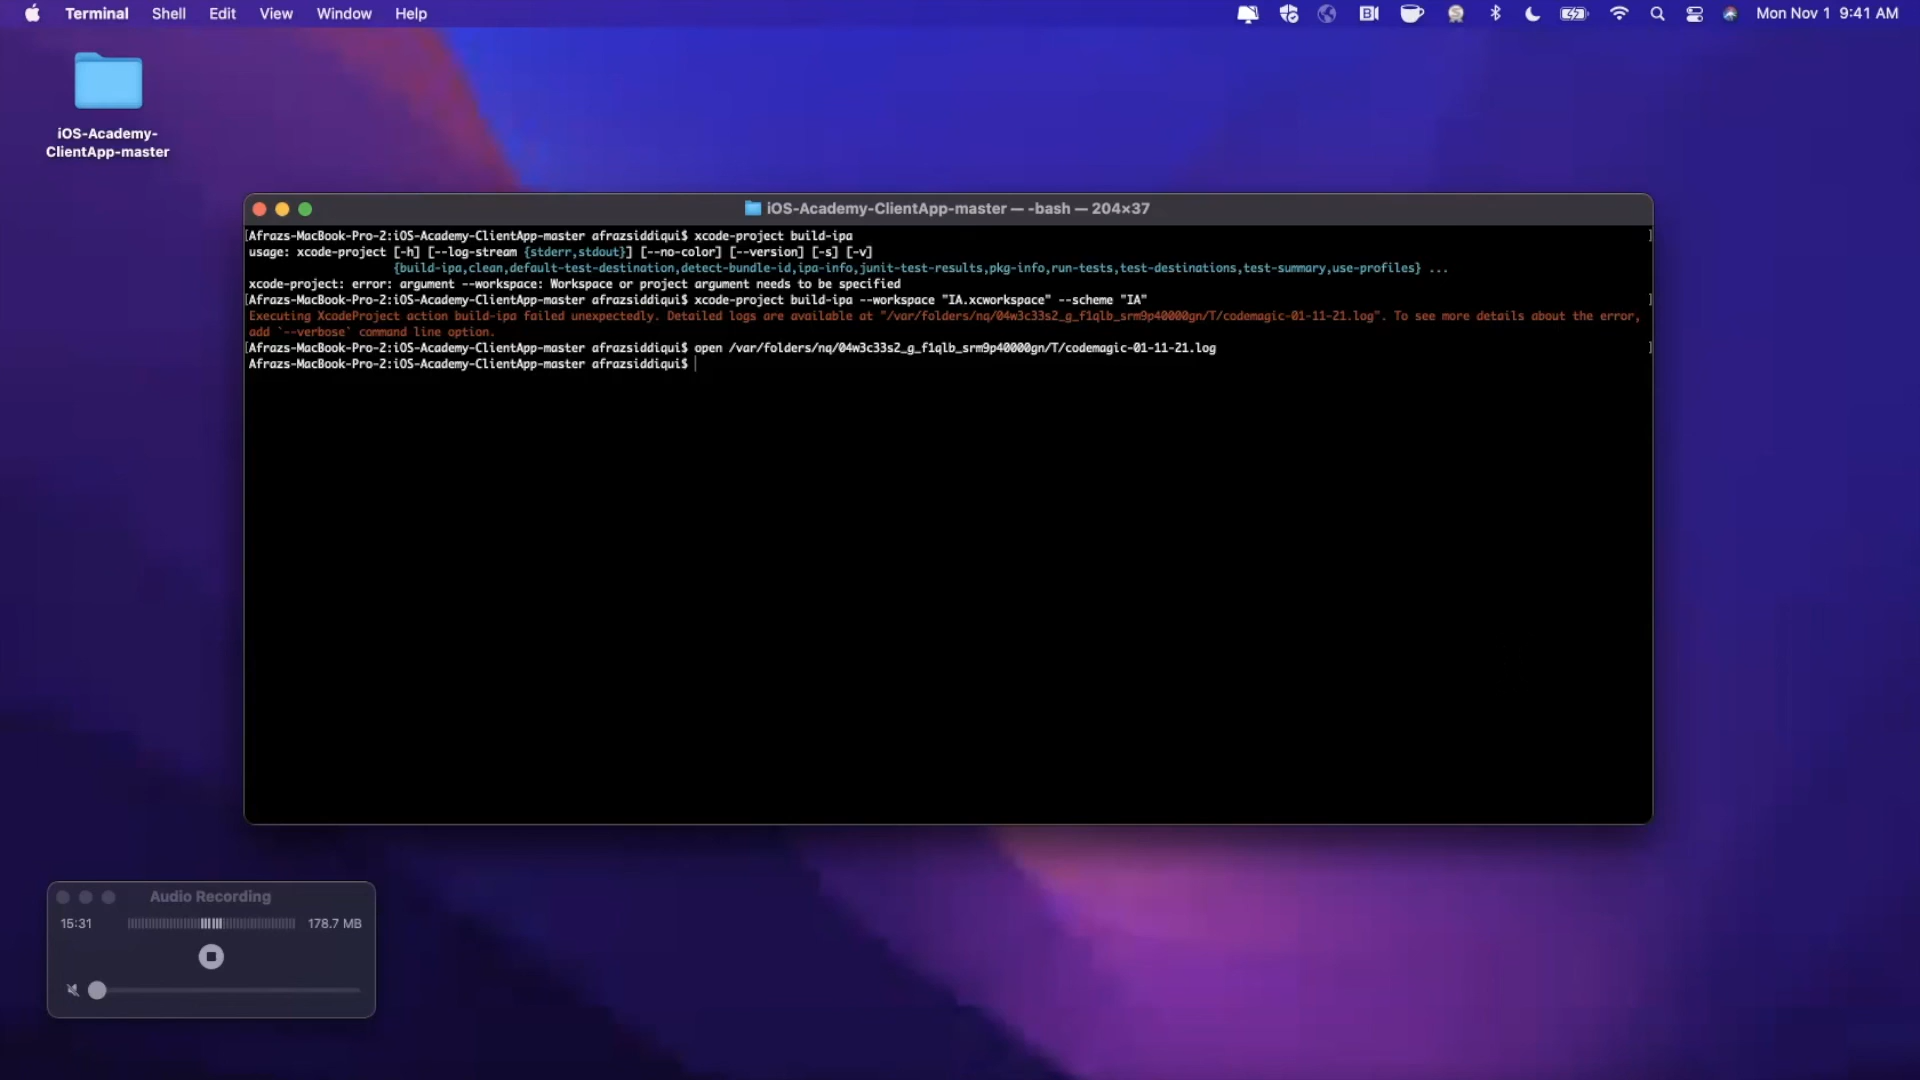 Terminal Shell Edit View Window Help Mon Nov 1 9:41 AM
iOS-Academy-
ClientApp-master
iOS-Academy-ClientApp-master — -bash — 204×37
[Afrazs-MacBook-Pro-2:iOS-Academy-ClientApp-master afrazsiddiqui$ xcode-project build-ipa ]
usage: xcode-project [-h] [--log-stream {stderr,stdout}] [--no-color] [--version] [-s] [-v]
{build-ipa,clean,default-test-destination,detect-bundle-id,ipa-info,junit-test-results,pkg-info,run-tests,test-destinations,test-summary,use-profiles} ...
xcode-project: error: argument --workspace: Workspace or project argument needs to be specified
[Afrazs-MacBook-Pro-2:iOS-Academy-ClientApp-master afrazsiddiqui$ xcode-project build-ipa --workspace "IA.xcworkspace" --scheme "IA" ]
Executing XcodeProject action build-ipa failed unexpectedly. Detailed logs are available at "/var/folders/nq/04w3c33s2_g_f1qlb_srm9p40000gn/T/codemagic-01-11-21.log". To see more details about the error,
add `--verbose` command line option.
[Afrazs-MacBook-Pro-2:iOS-Academy-ClientApp-master afrazsiddiqui$ open /var/folders/nq/04w3c33s2_g_f1qlb_srm9p40000gn/T/codemagic-01-11-21.log ]
Afrazs-MacBook-Pro-2:iOS-Academy-ClientApp-master afrazsiddiqui$
Audio Recording
15:31 178.7 MB